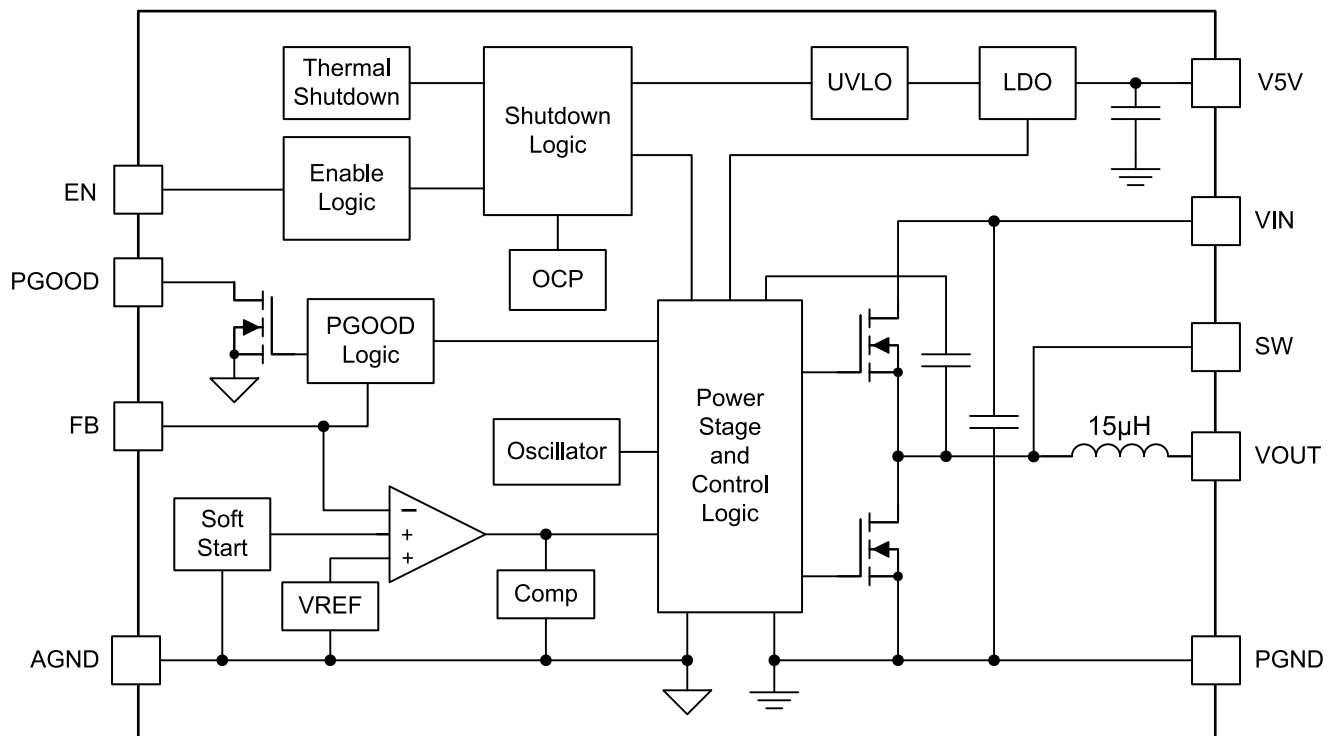 Thermal
Shutdown
Shutdown
Logic
UVLO
LDO
V5V
EN
Enable
Logic
VIN
PGOOD
OCP
PGOOD
Logic
SW
FB
Oscillator
Power
Stage
and
Control
Logic
15μH
VOUT
Soft
Start
−
+
+
VREF
Comp
AGND
PGND